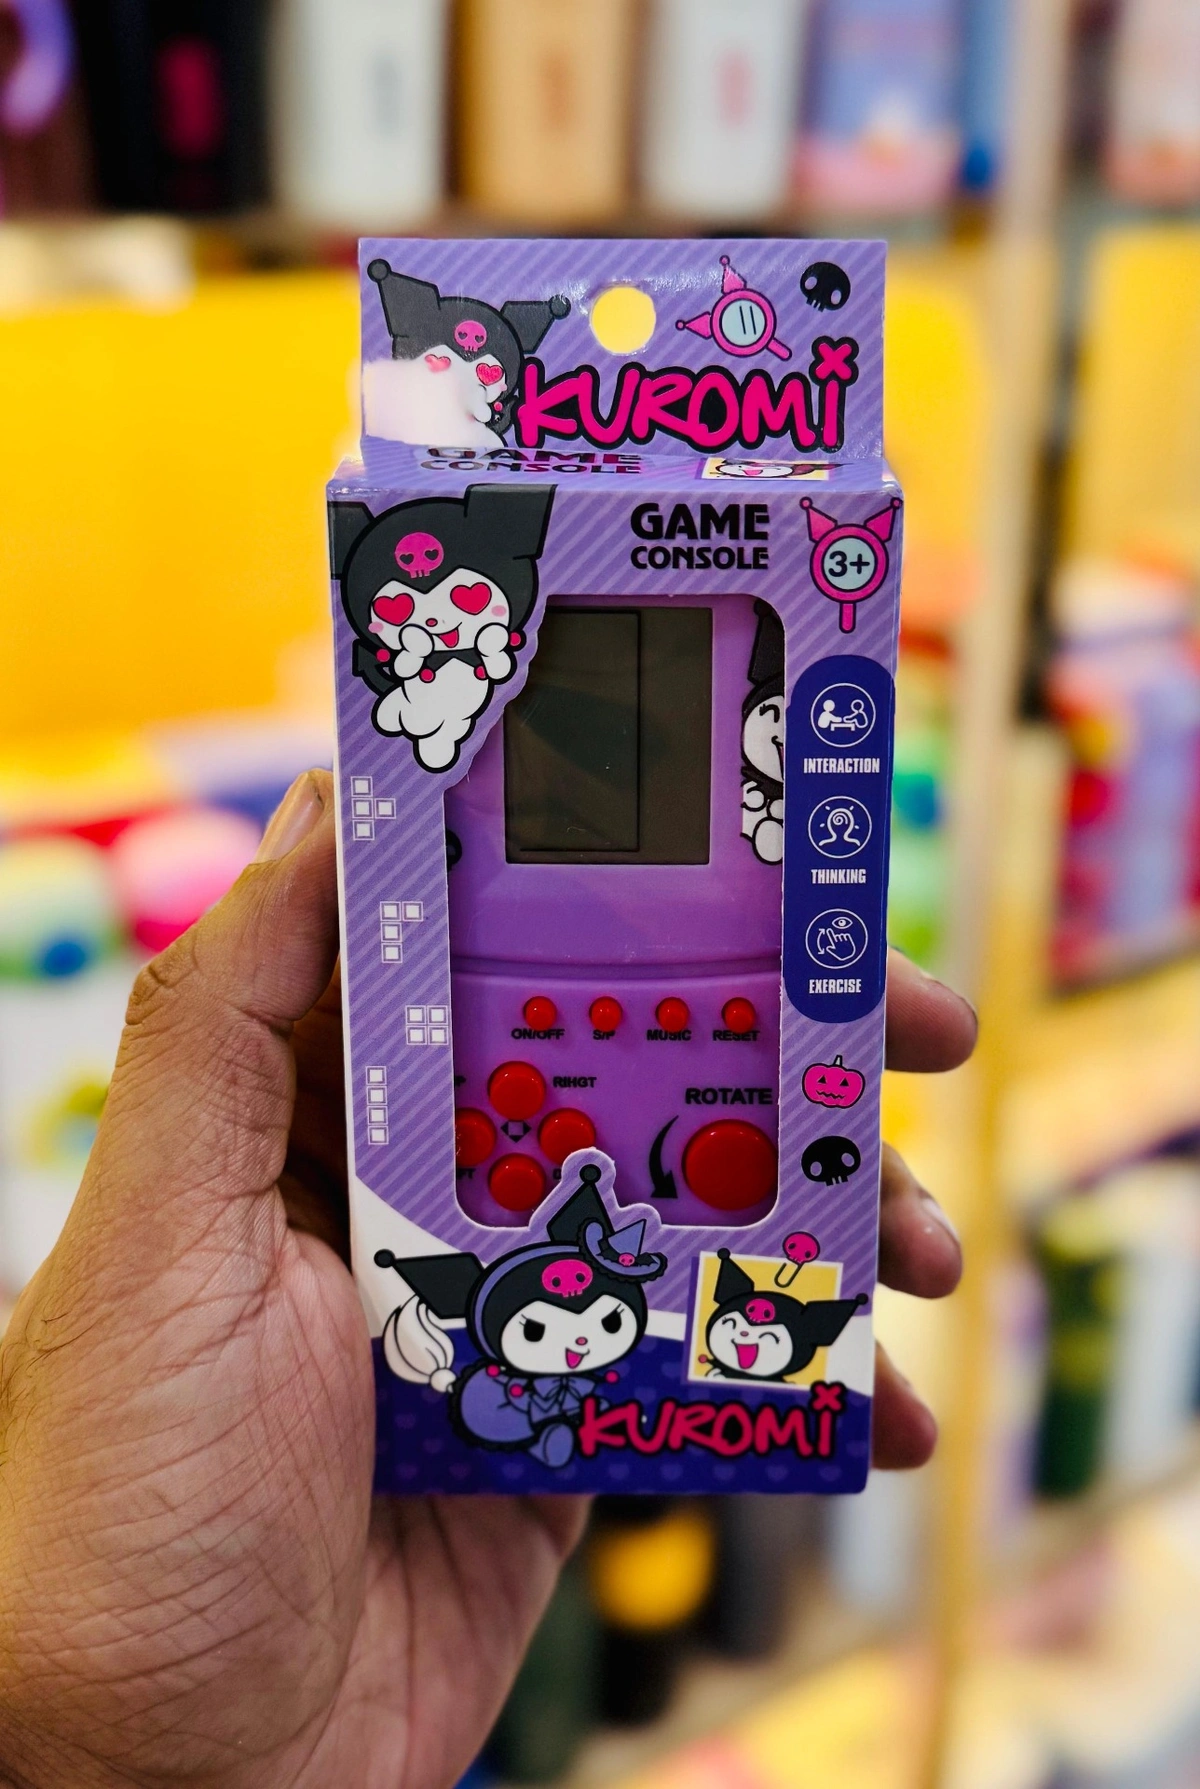 KUROMI
GAME
CONSOLE
GAME
CONSOLE
3+
INTERACTION
THINKING
EXERCISE
ON/OFF S/P MUSIC RESET
RIHGT
ROTATE
KUROMI